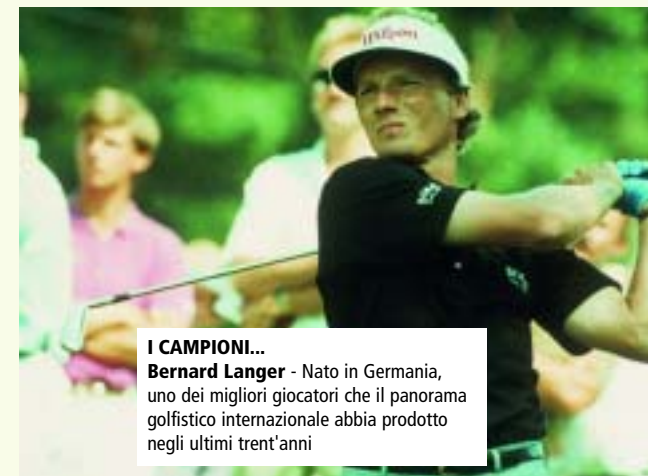 Wilson
I CAMPIONI...
Bernard Langer - Nato in Germania,
uno dei migliori giocatori che il panorama
golfistico internazionale abbia prodotto
negli ultimi trent'anni